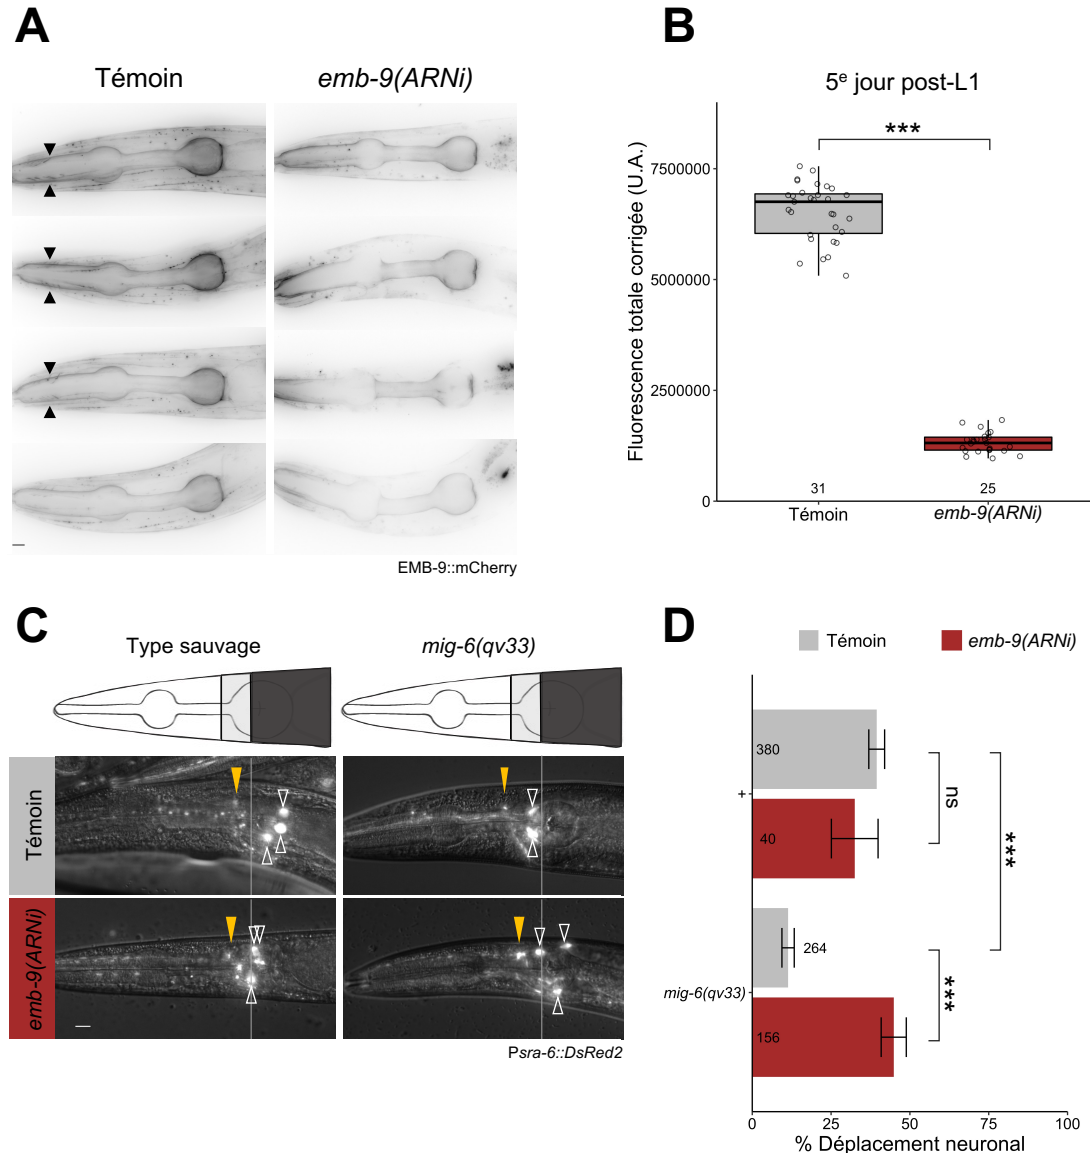 A
Témoin
emb-9(ARNi)
EMB-9::mCherry
B
5e jour post-L1
***
Fluorescence totale corrigée (U.A.)
7500000
5000000
2500000
0
31
25
Témoin
emb-9(ARNi)
C
Type sauvage
mig-6(qv33)
Témoin
emb-9(ARNi)
Psra-6::DsRed2
D
Témoin
emb-9(ARNi)
380
+
40
264
mig-6(qv33)
156
ns
***
***
0
25
50
75
100
% Déplacement neuronal